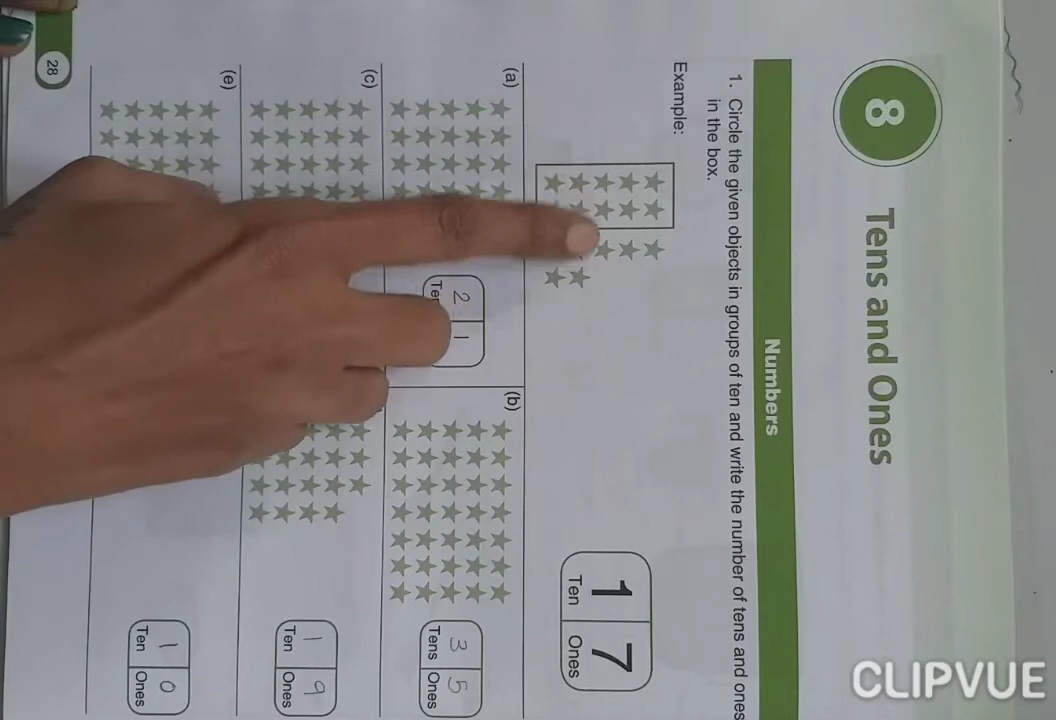 8 Tens and Ones
Numbers
1. Circle the given objects in groups of ten and write the number of tens and ones
in the box.
Example:
1 7
Ten Ones
(a)
2 1
(b)
3 5
Tens Ones
(c)
1 9
Ten Ones
(e)
1 0
Ten Ones
28
CLIPVUE